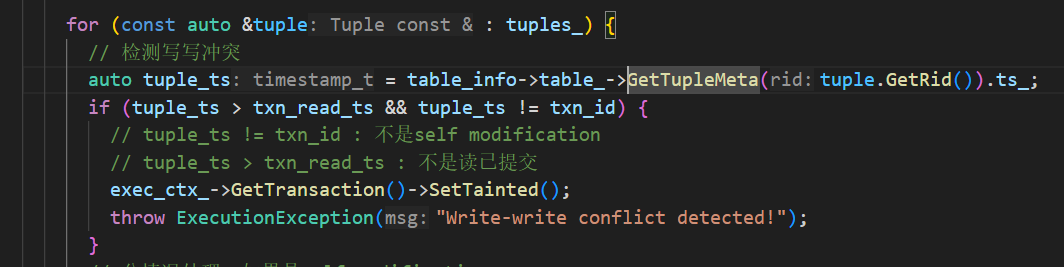 for (const auto &tuple: Tuple const & : tuples_) {
// 检测写写冲突
auto tuple_ts: timestamp_t = table_info->table_->GetTupleMeta(rid: tuple.GetRid()).ts_;
if (tuple_ts > txn_read_ts && tuple_ts != txn_id) {
// tuple_ts != txn_id : 不是self modification
// tuple_ts > txn_read_ts : 不是读已提交
exec_ctx_->GetTransaction()->SetTainted();
throw ExecutionException(msg: "Write-write conflict detected!");
}